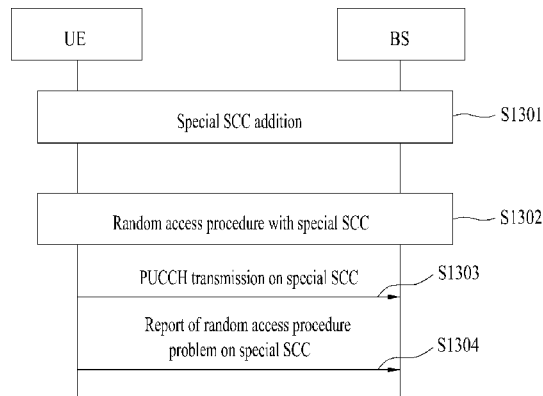 UE
BS
Special SCC addition
S1301
Random access procedure with special SCC
S1302
PUCCH transmission on special SCC
S1303
Report of random access procedure
problem on special SCC
S1304